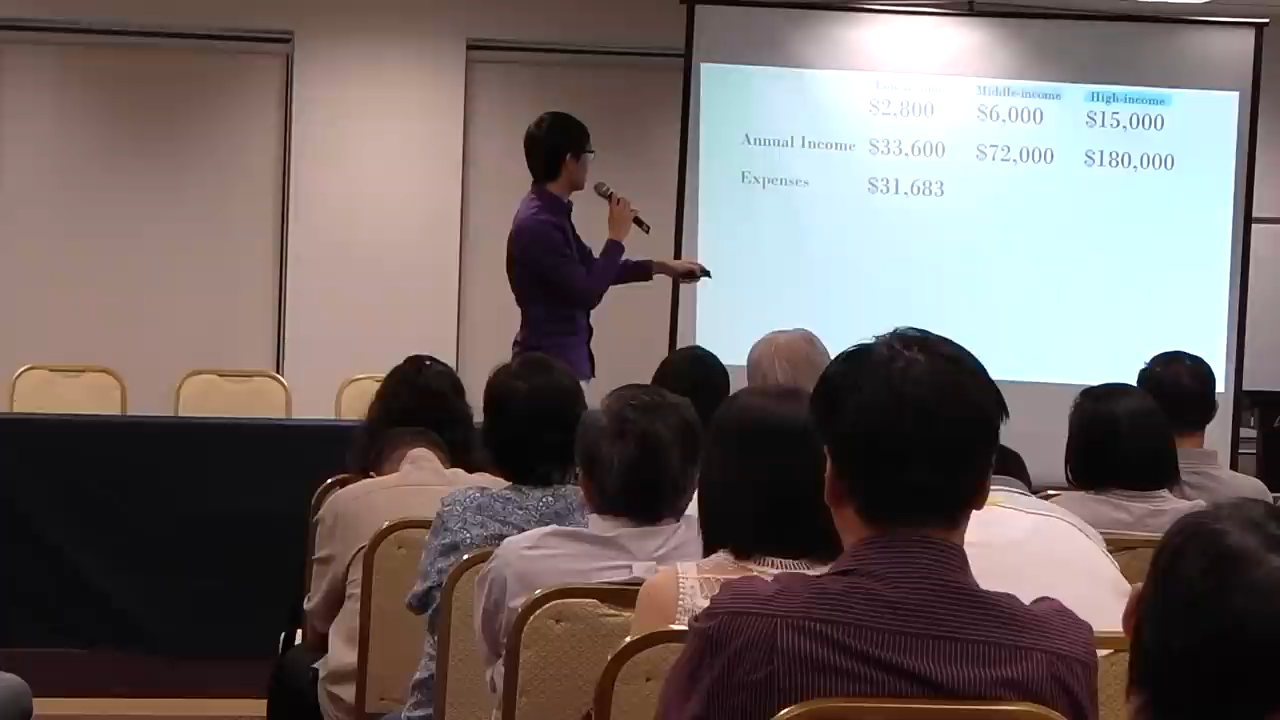 Middle-income High-income
$2,800 $6,000 $15,000
Annual Income $33,600 $72,000 $180,000
Expenses $31,683